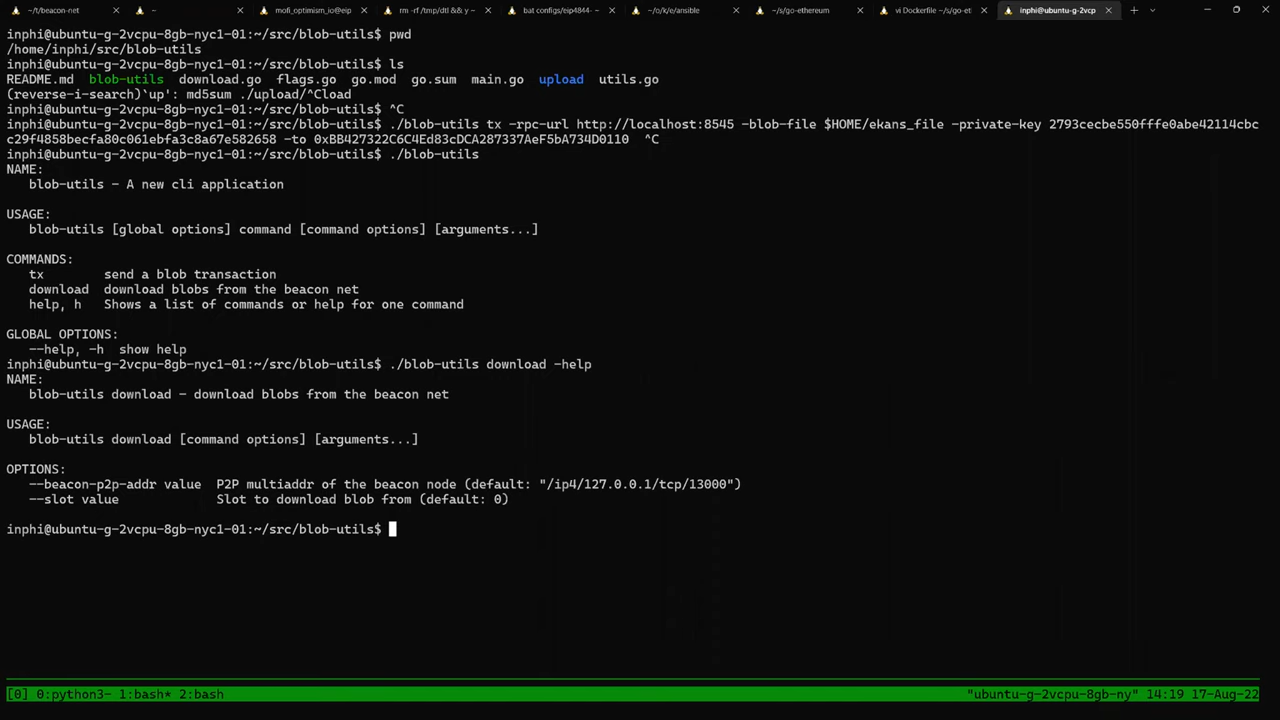 ~/t/beacon-net
~
mofi_optimism_io@eip
rm -rf /tmp/dtl && y ~
bat configs/eip4844- ~
~/o/k/e/ansible
~/s/go-ethereum
vi Dockerfile ~/s/go-et
inphi@ubuntu-g-2vcp
inphi@ubuntu-g-2vcpu-8gb-nyc1-01:~/src/blob-utils$ pwd
/home/inphi/src/blob-utils
inphi@ubuntu-g-2vcpu-8gb-nyc1-01:~/src/blob-utils$ ls
README.md blob-utils download.go flags.go go.mod go.sum main.go upload utils.go
(reverse-i-search)`up': md5sum ./upload/^Cload
inphi@ubuntu-g-2vcpu-8gb-nyc1-01:~/src/blob-utils$ ^C
inphi@ubuntu-g-2vcpu-8gb-nyc1-01:~/src/blob-utils$ ./blob-utils tx -rpc-url http://localhost:8545 -blob-file $HOME/ekans_file -private-key 2793cecbe550fffe0abe42114cbc
c29f4858becfa80c061ebfa3c8a67e582658 -to 0xBB427322C6C4Ed83cDCA287337AeF5bA734D0110 ^C
inphi@ubuntu-g-2vcpu-8gb-nyc1-01:~/src/blob-utils$ ./blob-utils
NAME:
blob-utils - A new cli application
USAGE:
blob-utils [global options] command [command options] [arguments...]
COMMANDS:
tx send a blob transaction
download download blobs from the beacon net
help, h Shows a list of commands or help for one command
GLOBAL OPTIONS:
--help, -h show help
inphi@ubuntu-g-2vcpu-8gb-nyc1-01:~/src/blob-utils$ ./blob-utils download -help
NAME:
blob-utils download - download blobs from the beacon net
USAGE:
blob-utils download [command options] [arguments...]
OPTIONS:
--beacon-p2p-addr value P2P multiaddr of the beacon node (default: "/ip4/127.0.0.1/tcp/13000")
--slot value Slot to download blob from (default: 0)
inphi@ubuntu-g-2vcpu-8gb-nyc1-01:~/src/blob-utils$
[0] 0:python3- 1:bash* 2:bash
"ubuntu-g-2vcpu-8gb-ny" 14:19 17-Aug-22